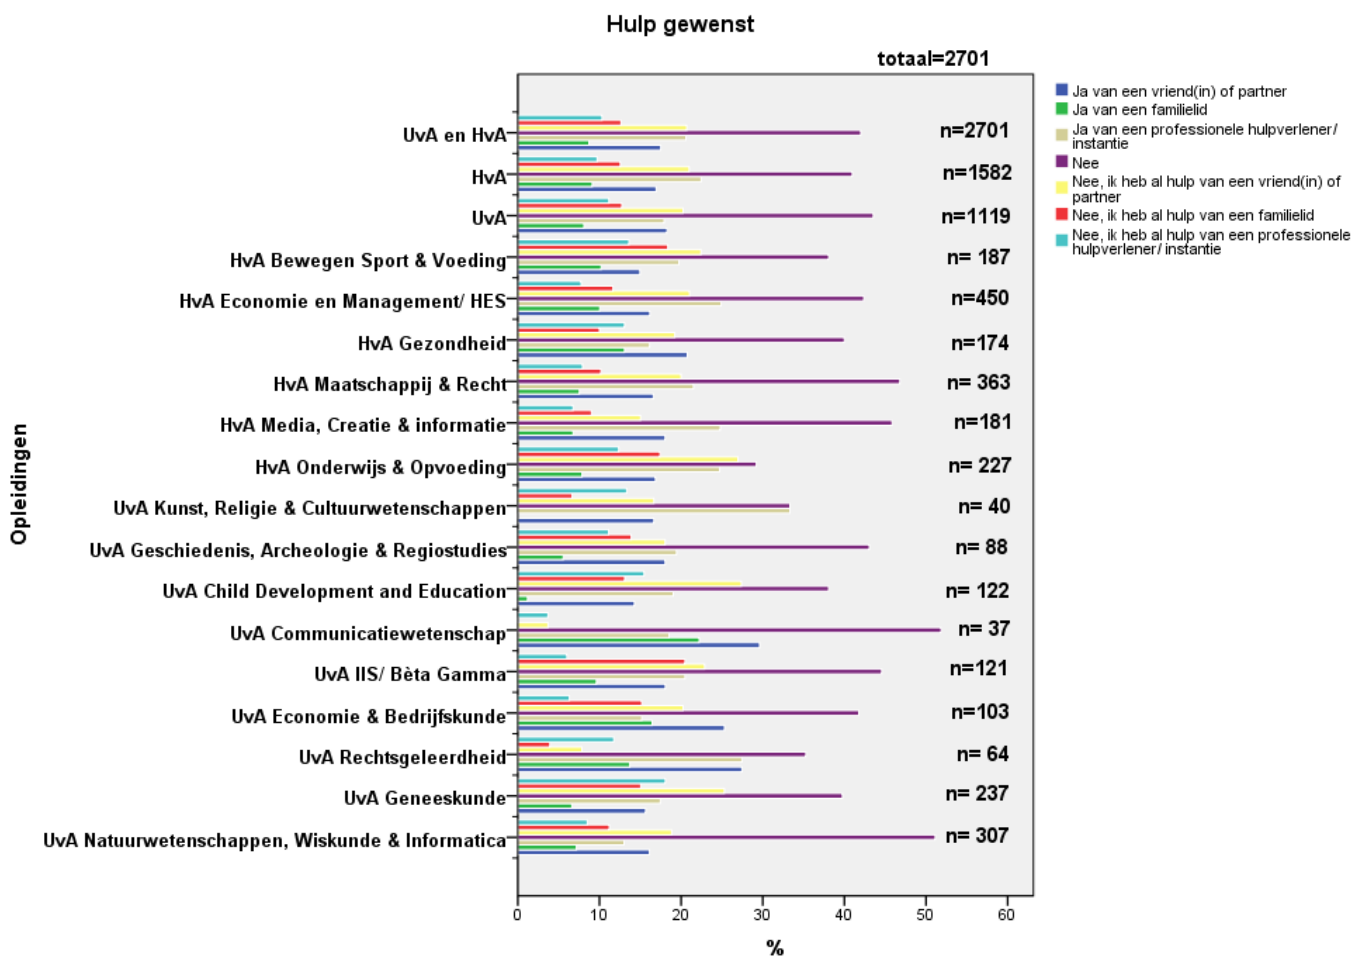 Hulp gewenst
totaal=2701
Ja van een vriend(in) of partner
Ja van een familielid
Ja van een professionele hulpverlener/
instantie
Nee
Nee, ik heb al hulp van een vriend(in) of
partner
Nee, ik heb al hulp van een familielid
Nee, ik heb al hulp van een professionele
hulpverlener/ instantie
Opleidingen
UvA en HvA n=2701
HvA n=1582
UvA n=1119
HvA Bewegen Sport & Voeding n= 187
HvA Economie en Management/ HES n=450
HvA Gezondheid n=174
HvA Maatschappij & Recht n= 363
HvA Media, Creatie & informatie n=181
HvA Onderwijs & Opvoeding n= 227
UvA Kunst, Religie & Cultuurwetenschappen n= 40
UvA Geschiedenis, Archeologie & Regiostudies n= 88
UvA Child Development and Education n= 122
UvA Communicatiewetenschap n= 37
UvA IIS/ Bèta Gamma n=121
UvA Economie & Bedrijfskunde n=103
UvA Rechtsgeleerdheid n= 64
UvA Geneeskunde n= 237
UvA Natuurwetenschappen, Wiskunde & Informatica n= 307
0 10 20 30 40 50 60
%